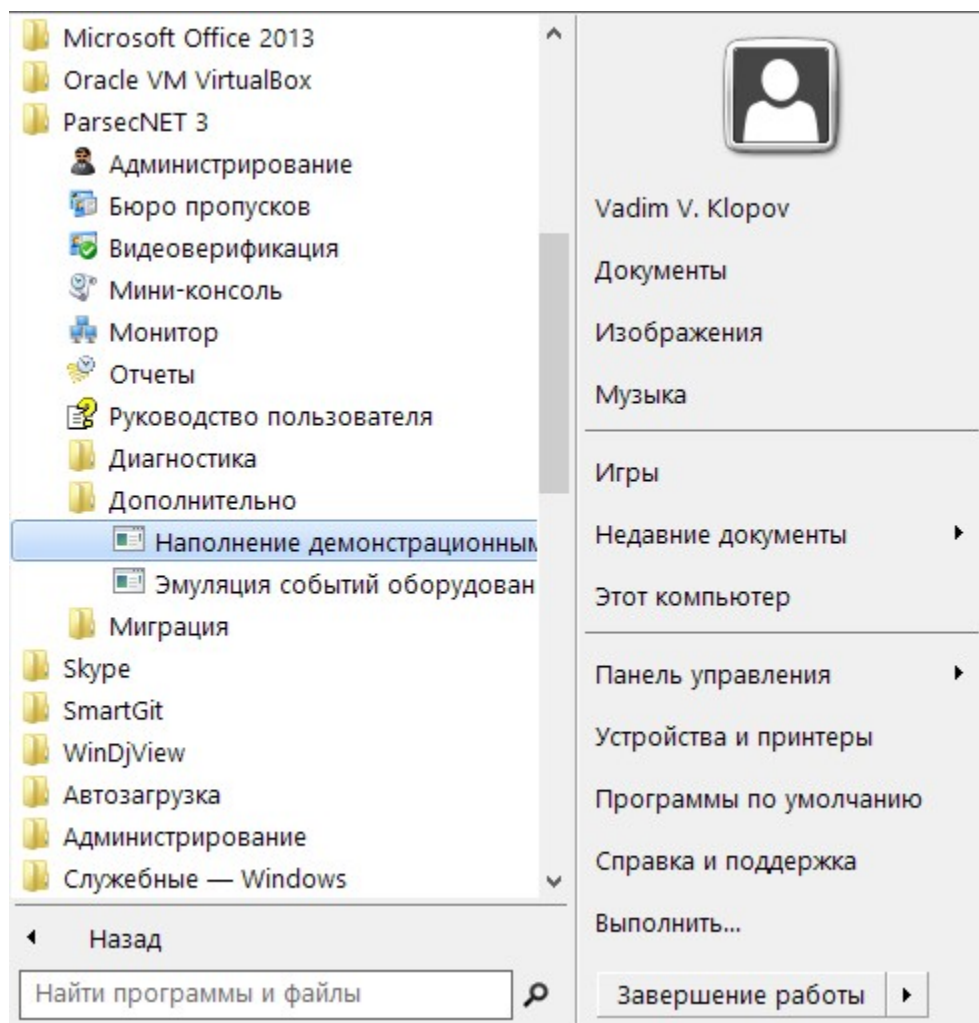 Microsoft Office 2013
Oracle VM VirtualBox
ParsecNET 3
Администрирование
Бюро пропусков
Видеоверификация
Мини-консоль
Монитор
Отчеты
Руководство пользователя
Диагностика
Дополнительно
Наполнение демонстрационным
Эмуляция событий оборудован
Миграция
Skype
SmartGit
WinDjView
Автозагрузка
Администрирование
Служебные — Windows
Назад
Найти программы и файлы
Vadim V. Klopov
Документы
Изображения
Музыка
Игры
Недавние документы
Этот компьютер
Панель управления
Устройства и принтеры
Программы по умолчанию
Справка и поддержка
Выполнить...
Завершение работы